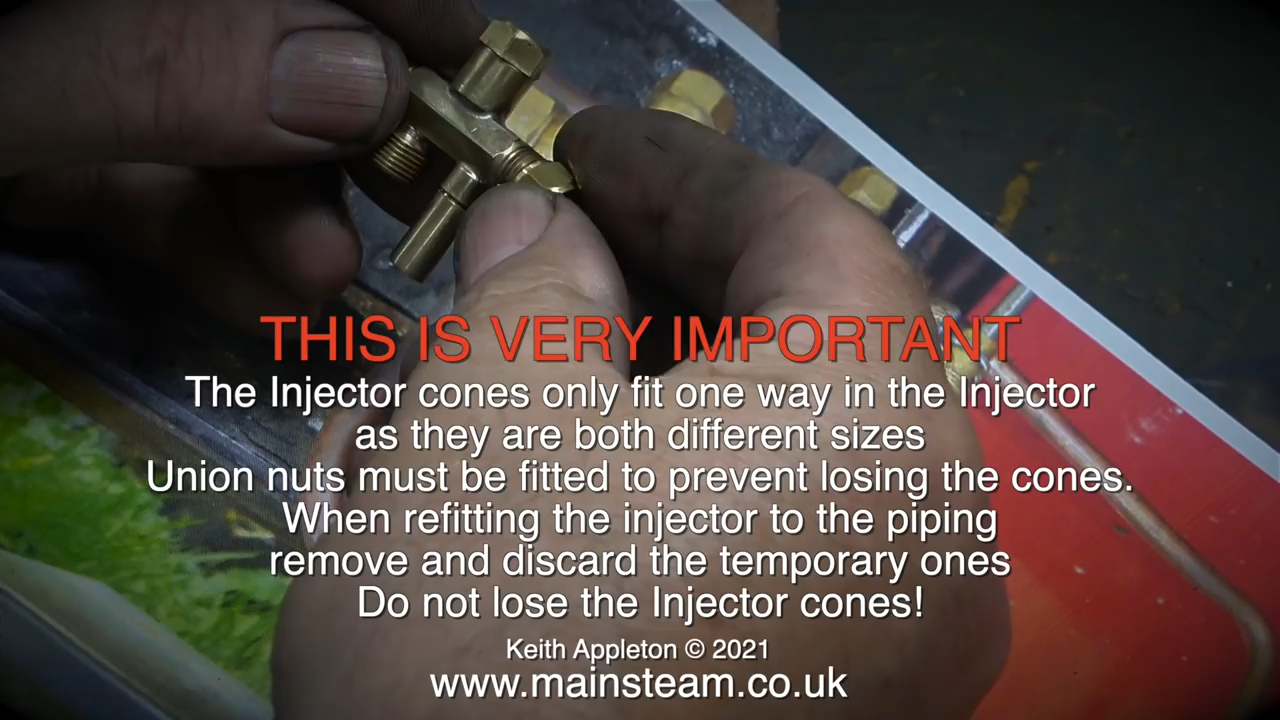 THIS IS VERY IMPORTANT
The Injector cones only fit one way in the Injector
as they are both different sizes
Union nuts must be fitted to prevent losing the cones.
When refitting the injector to the piping
remove and discard the temporary ones
Do not lose the Injector cones!
Keith Appleton © 2021
www.mainsteam.co.uk